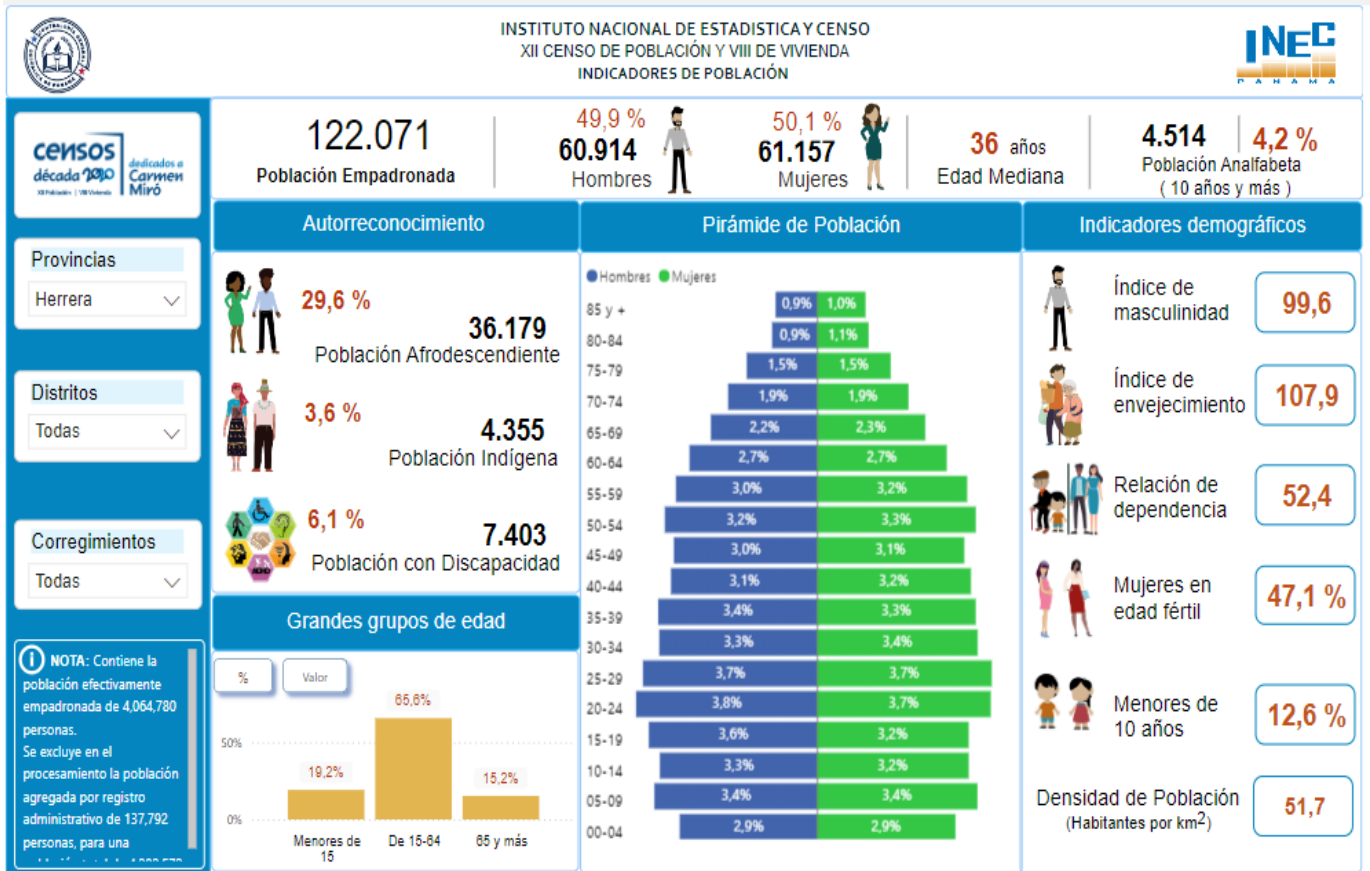 INSTITUTO NACIONAL DE ESTADISTICA Y CENSO
XII CENSO DE POBLACIÓN Y VIII DE VIVIENDA
INDICADORES DE POBLACIÓN
INEC
PANAMA
censos
década 2010
XII Población | VIII Vivienda
dedicados a
Carmen
Miró
122.071
Población Empadronada
49,9 %
60.914
Hombres
50,1 %
61.157
Mujeres
36 años
Edad Mediana
4.514
4,2 %
Población Analfabeta
( 10 años y más )
Provincias
Herrera
Distritos
Todas
Corregimientos
Todas
NOTA: Contiene la
población efectivamente
empadronada de 4,064,780
personas.
Se excluye en el
procesamiento la población
agregada por registro
administrativo de 137,792
personas, para una
Autorreconocimiento
29,6 %
36.179
Población Afrodescendiente
3,6 %
4.355
Población Indígena
6,1 %
7.403
Población con Discapacidad
Grandes grupos de edad
%
Valor
50%
0%
19,2%
65,6%
15,2%
Menores de
15
De 15-64
65 y más
Pirámide de Población
Hombres Mujeres
85 y + 0,9% 1,0%
80-84 0,9% 1,1%
75-79 1,5% 1,5%
70-74 1,9% 1,9%
65-69 2,2% 2,3%
60-64 2,7% 2,7%
55-59 3,0% 3,2%
50-54 3,2% 3,3%
45-49 3,0% 3,1%
40-44 3,1% 3,2%
35-39 3,4% 3,3%
30-34 3,3% 3,4%
25-29 3,7% 3,7%
20-24 3,8% 3,7%
15-19 3,6% 3,2%
10-14 3,3% 3,2%
05-09 3,4% 3,4%
00-04 2,9% 2,9%
Indicadores demográficos
Índice de
masculinidad
99,6
Índice de
envejecimiento
107,9
Relación de
dependencia
52,4
Mujeres en
edad fértil
47,1 %
Menores de
10 años
12,6 %
Densidad de Población
(Habitantes por km²)
51,7